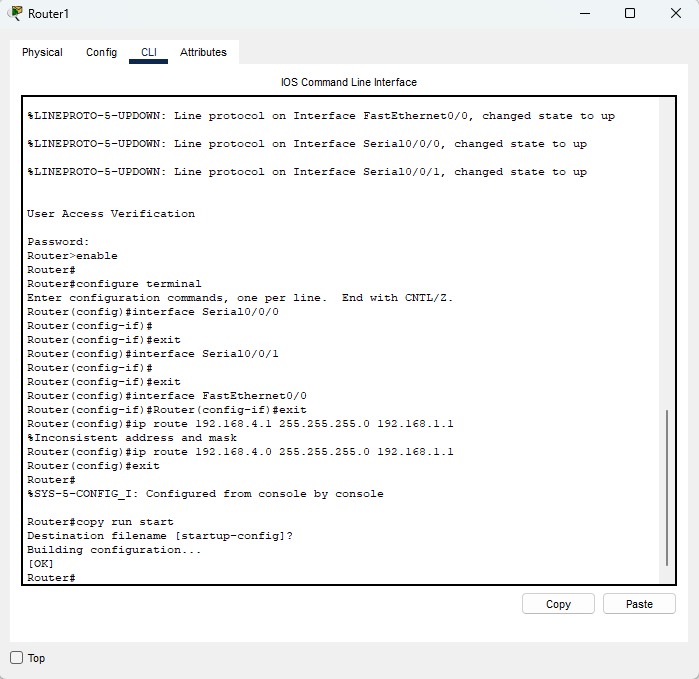 Router1
Physical Config CLI Attributes
IOS Command Line Interface
%LINEPROTO-5-UPDOWN: Line protocol on Interface FastEthernet0/0, changed state to up
%LINEPROTO-5-UPDOWN: Line protocol on Interface Serial0/0/0, changed state to up
%LINEPROTO-5-UPDOWN: Line protocol on Interface Serial0/0/1, changed state to up
User Access Verification
Password:
Router>enable
Router#
Router#configure terminal
Enter configuration commands, one per line.  End with CNTL/Z.
Router(config)#interface Serial0/0/0
Router(config-if)#
Router(config-if)#exit
Router(config)#interface Serial0/0/1
Router(config-if)#
Router(config-if)#exit
Router(config)#interface FastEthernet0/0
Router(config-if)#Router(config-if)#exit
Router(config)#ip route 192.168.4.1 255.255.255.0 192.168.1.1
%Inconsistent address and mask
Router(config)#ip route 192.168.4.0 255.255.255.0 192.168.1.1
Router(config)#exit
Router#
%SYS-5-CONFIG_I: Configured from console by console
Router#copy run start
Destination filename [startup-config]?
Building configuration...
[OK]
Router#
Copy Paste
Top